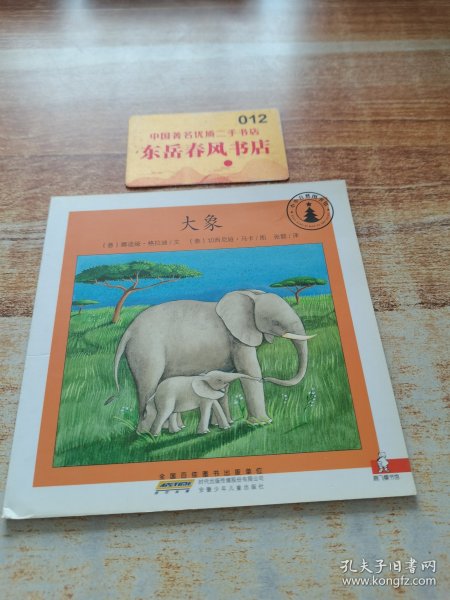 012
中国著名优质二手书店
东岳春风书店
大象
全国百佳图书出版单位
时代出版传媒股份有限公司
安徽少年儿童出版社
孔夫子旧书网
www.kongfz.com